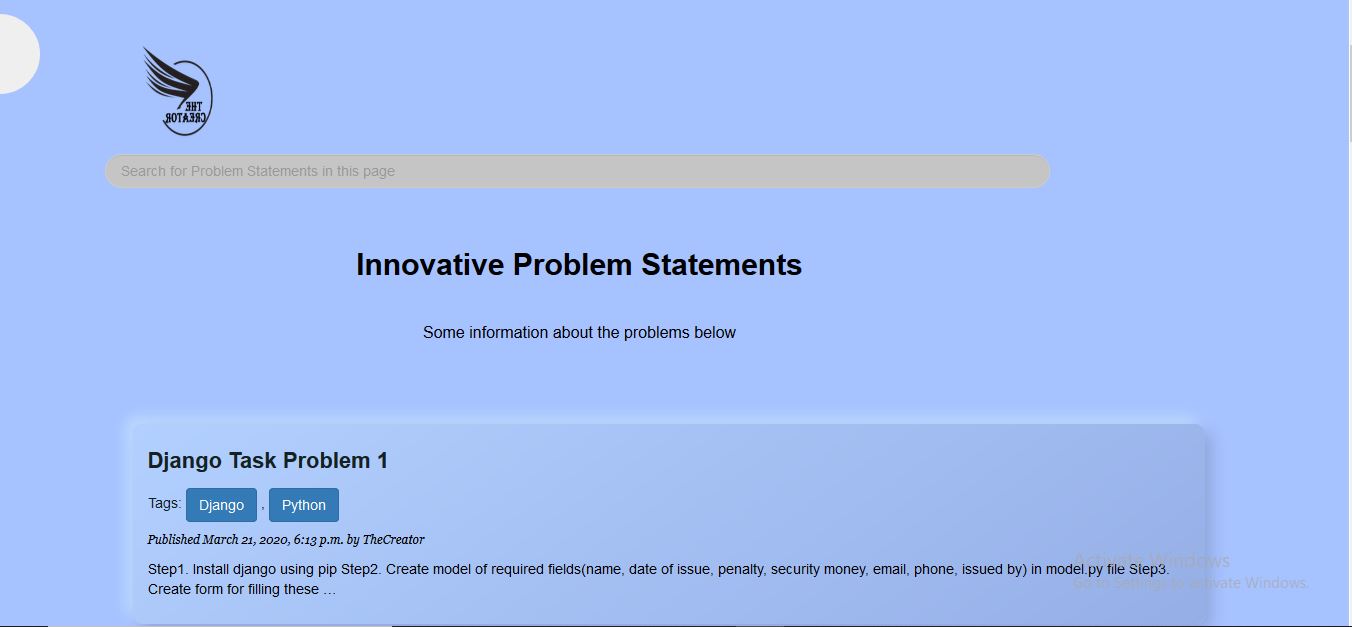 THE
CREATOR
Search for Problem Statements in this page
Innovative Problem Statements
Some information about the problems below
Django Task Problem 1
Tags: Django , Python
Published March 21, 2020, 6:13 p.m. by TheCreator
Step1. Install django using pip Step2. Create model of required fields(name, date of issue, penalty, security money, email, phone, issued by) in model.py file Step3.
Create form for filling these …
Activate Windows
Go to Settings to activate Windows.